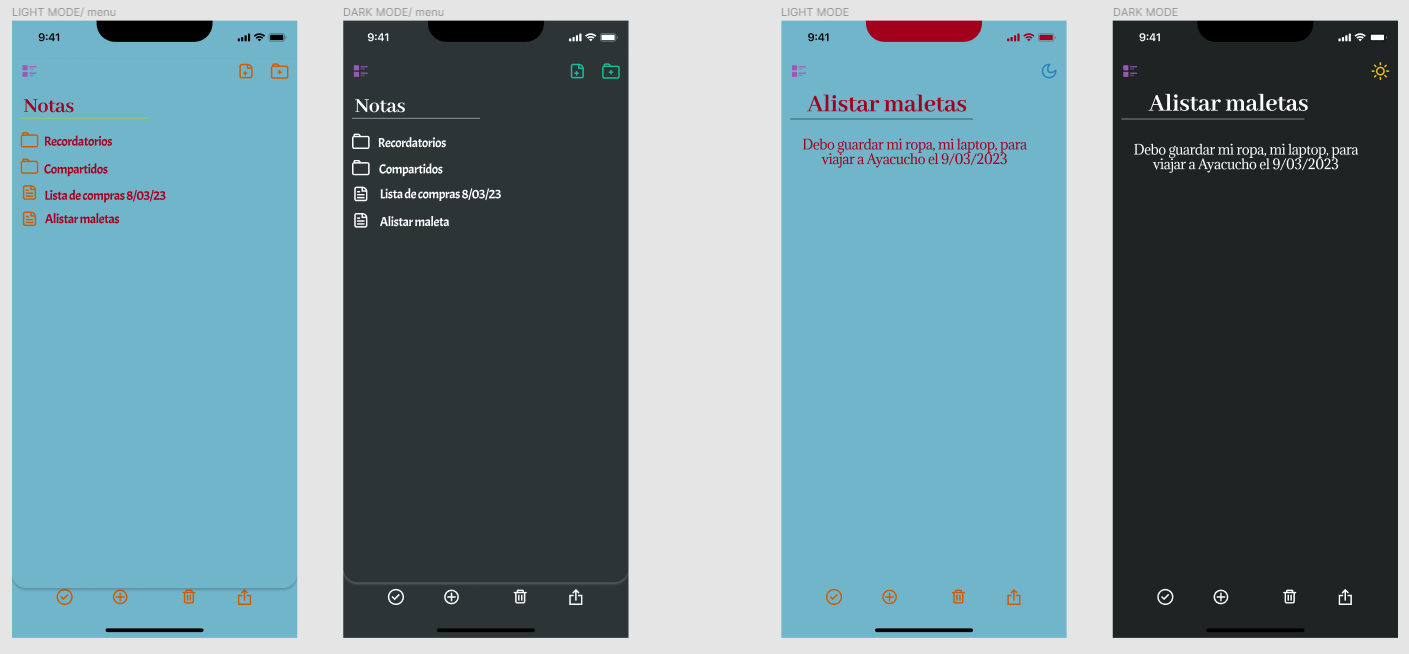 LIGHT MODE/ menu
9:41
Notas
Recordatorios
Compartidos
Lista de compras 8/03/23
Alistar maletas
DARK MODE/ menu
9:41
Notas
Recordatorios
Compartidos
Lista de compras 8/03/23
Alistar maleta
LIGHT MODE
9:41
Alistar maletas
Debo guardar mi ropa, mi laptop, para
viajar a Ayacucho el 9/03/2023
DARK MODE
9:41
Alistar maletas
Debo guardar mi ropa, mi laptop, para
viajar a Ayacucho el 9/03/2023